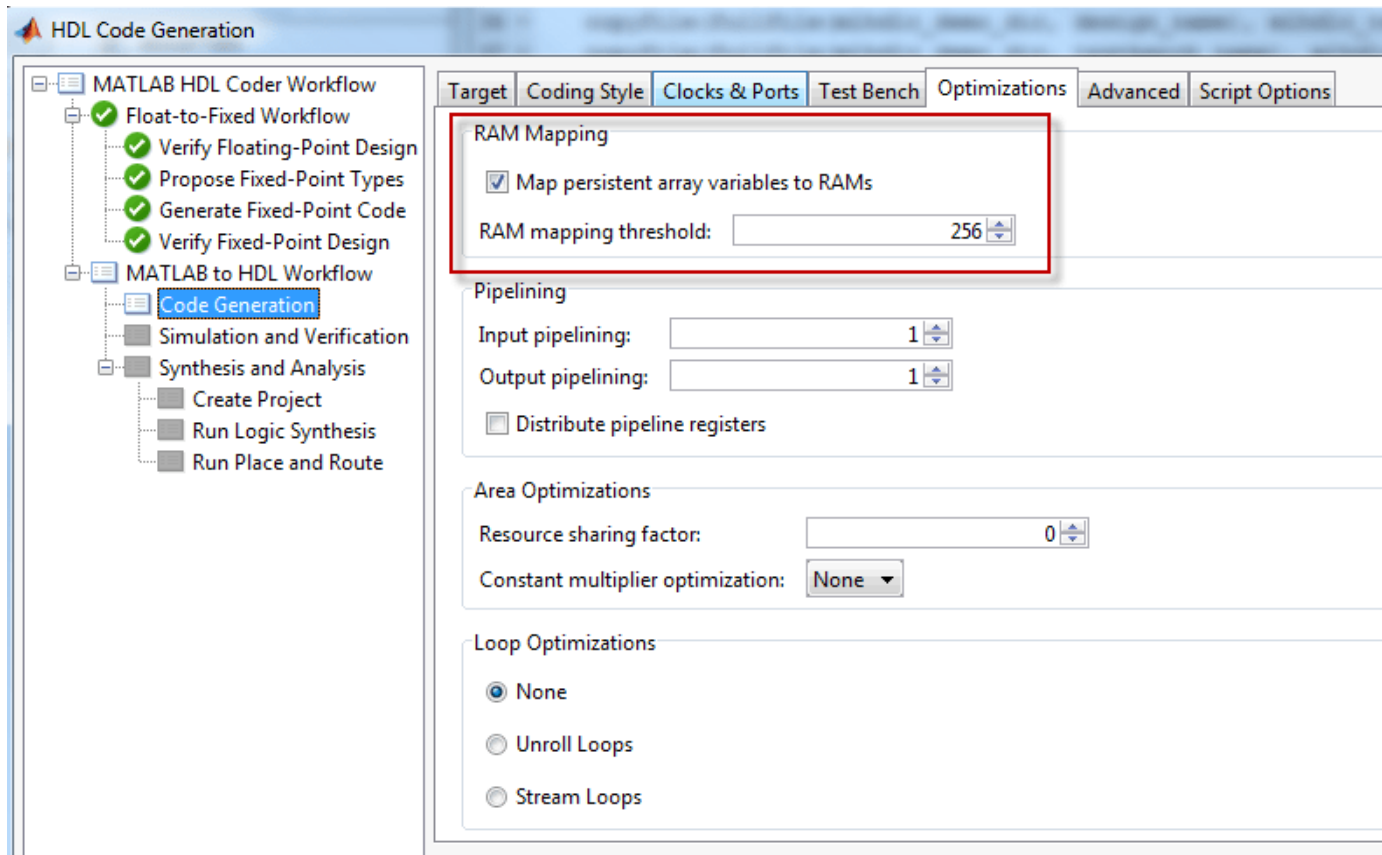 HDL Code Generation
MATLAB HDL Coder Workflow
Float-to-Fixed Workflow
Verify Floating-Point Design
Propose Fixed-Point Types
Generate Fixed-Point Code
Verify Fixed-Point Design
MATLAB to HDL Workflow
Code Generation
Simulation and Verification
Synthesis and Analysis
Create Project
Run Logic Synthesis
Run Place and Route
Target Coding Style Clocks & Ports Test Bench Optimizations Advanced Script Options
RAM Mapping
Map persistent array variables to RAMs
RAM mapping threshold: 256
Pipelining
Input pipelining: 1
Output pipelining: 1
Distribute pipeline registers
Area Optimizations
Resource sharing factor: 0
Constant multiplier optimization: None
Loop Optimizations
None
Unroll Loops
Stream Loops